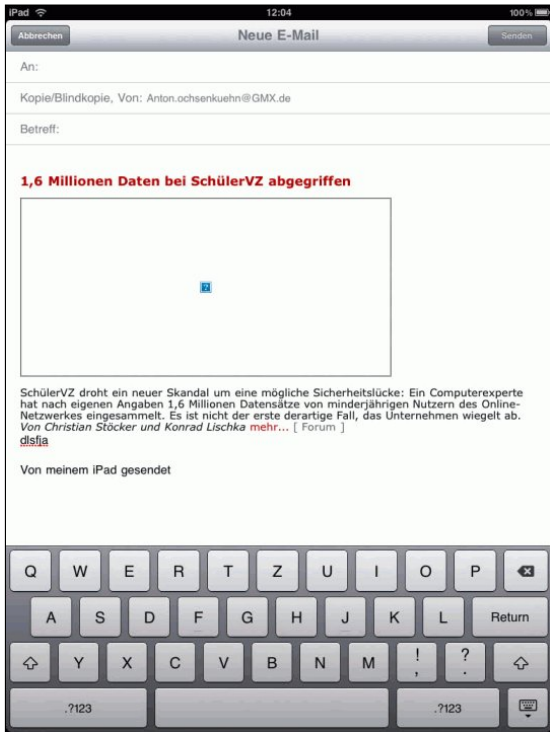 iPad 12:04 100%
Abbrechen Neue E-Mail Senden
An:
Kopie/Blindkopie, Von: Anton.ochsenkuehn@GMX.de
Betreff:
1,6 Millionen Daten bei SchülerVZ abgegriffen
?
SchülerVZ droht ein neuer Skandal um eine mögliche Sicherheitslücke: Ein Computerexperte
hat nach eigenen Angaben 1,6 Millionen Datensätze von minderjährigen Nutzern des Online-
Netzwerkes eingesammelt. Es ist nicht der erste derartige Fall, das Unternehmen wiegelt ab.
Von Christian Stöcker und Konrad Lischka mehr... [ Forum ]
dlsfja
Von meinem iPad gesendet
Q W E R T Z U I O P
A S D F G H J K L Return
Y X C V B N M ! , ? .
.?123 .?123